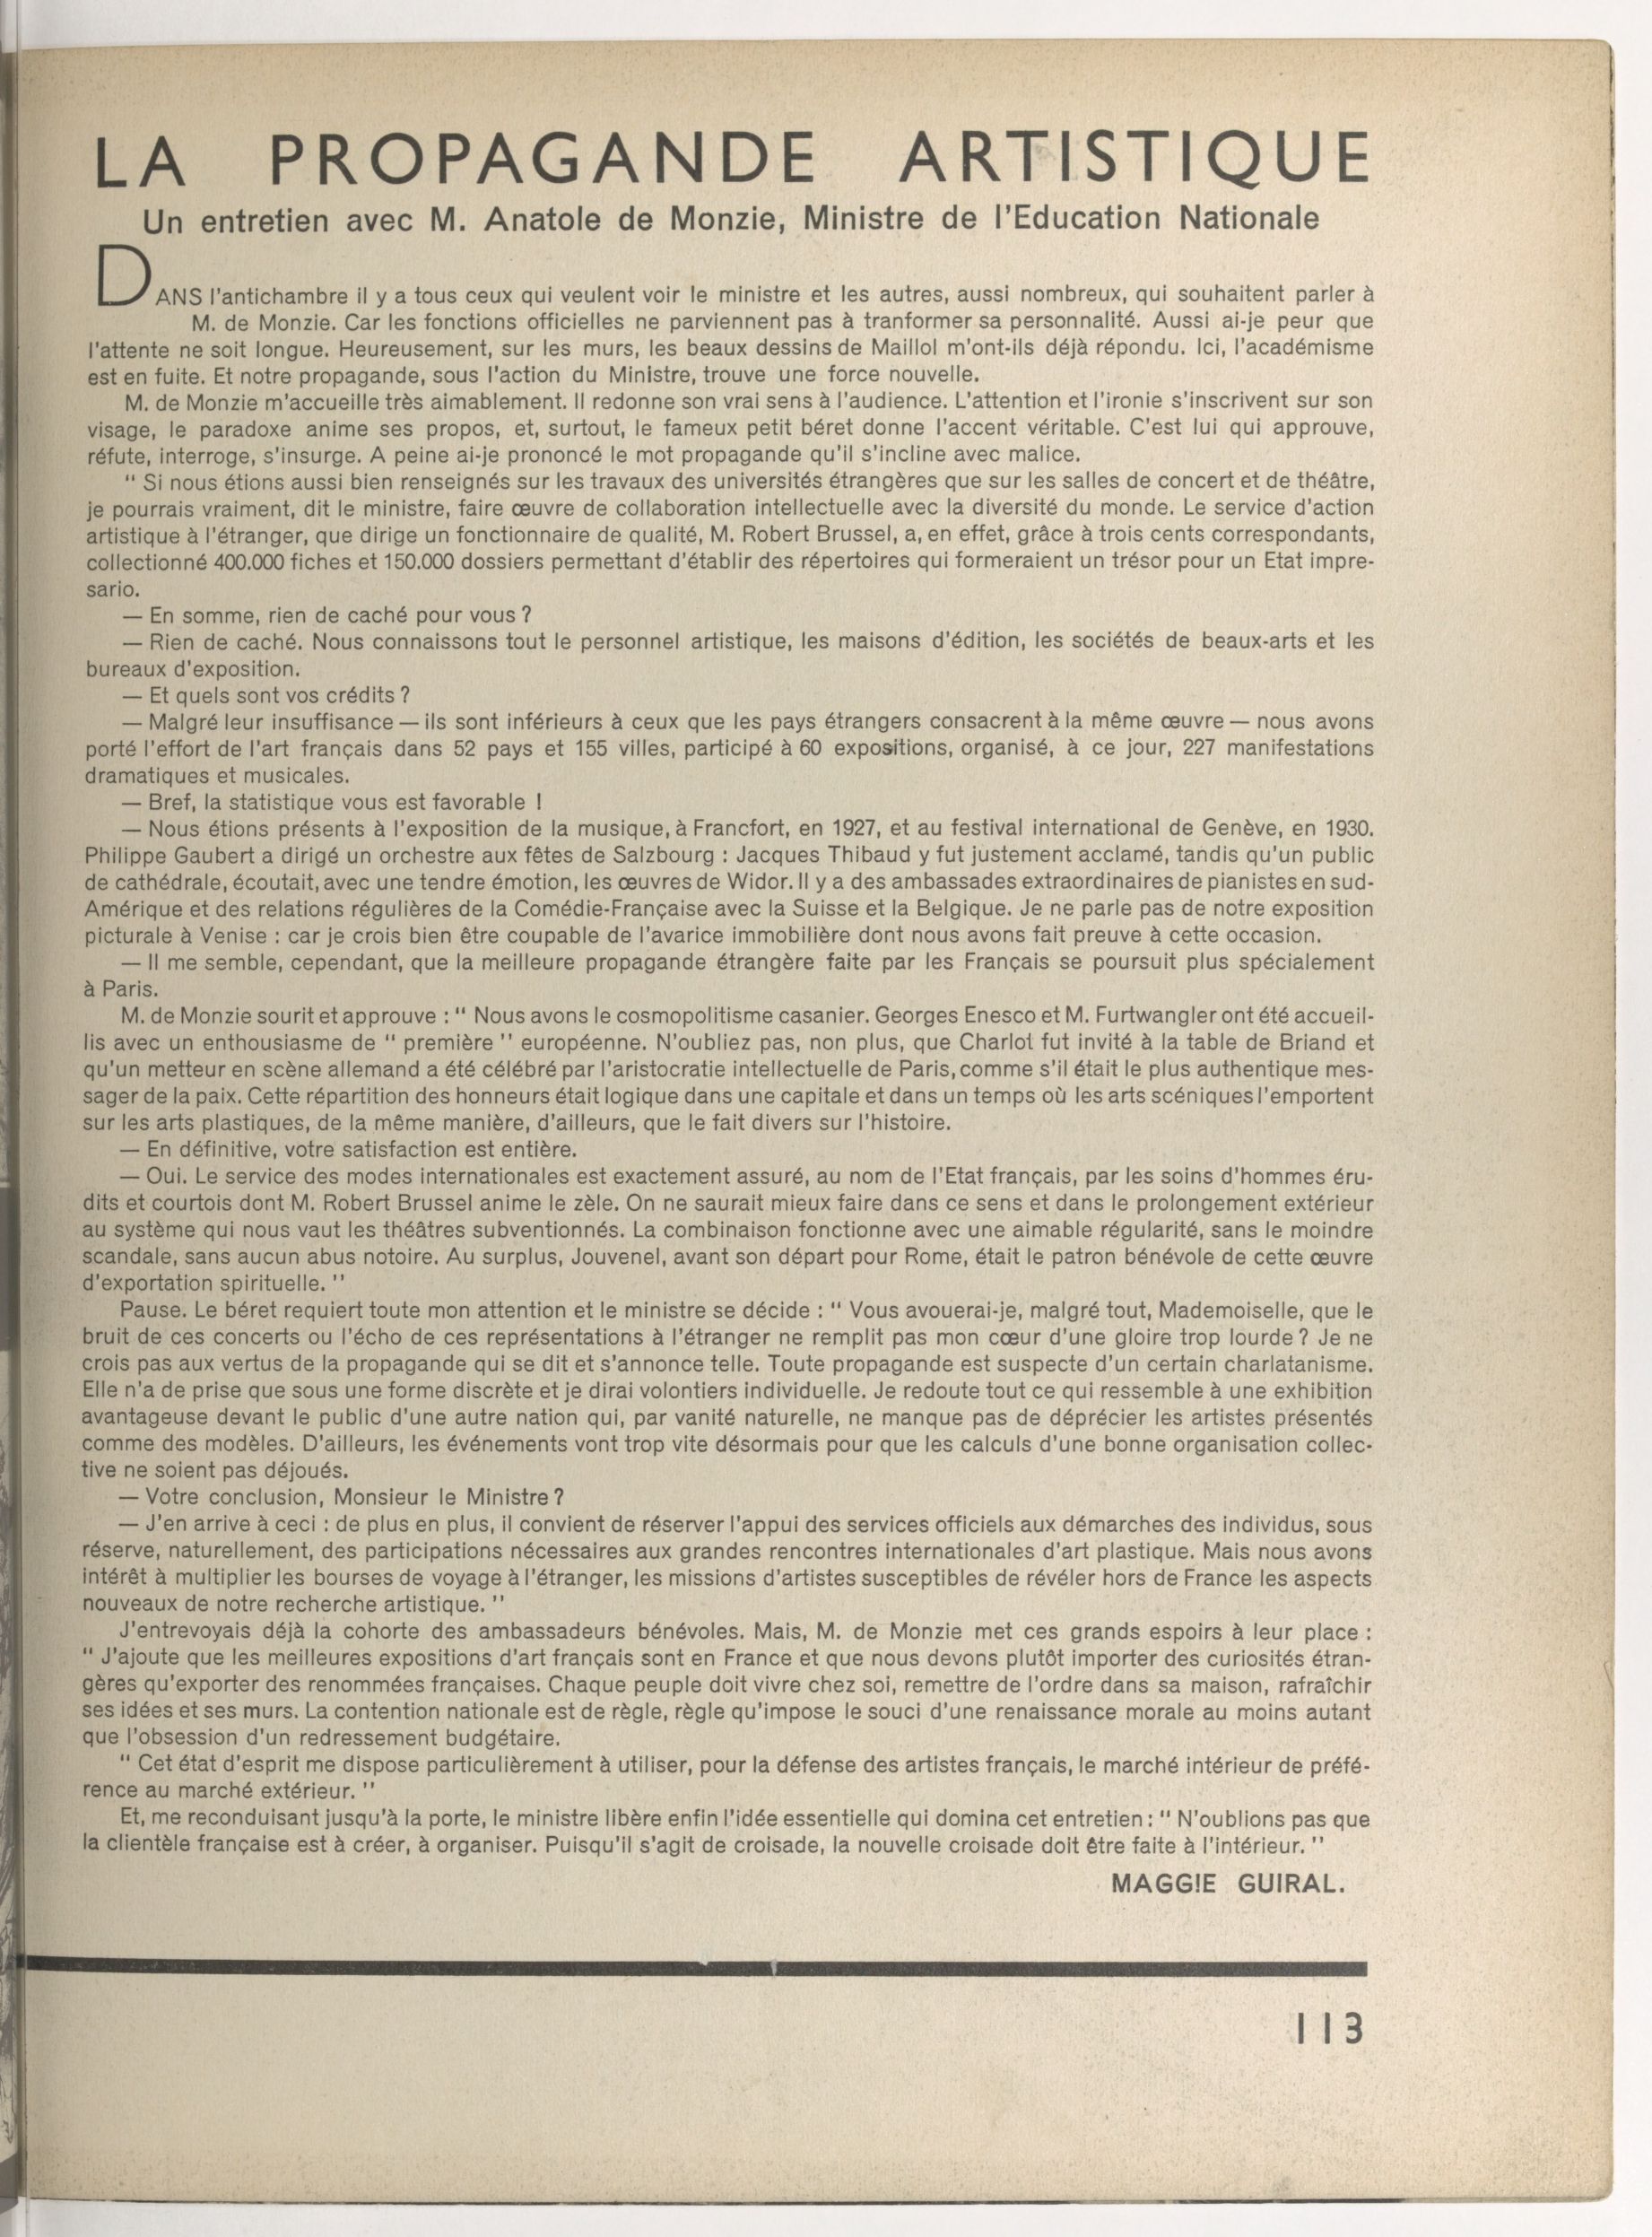 LA PROPAGANDE ARTISTIQUE
Un entretien avec M. Anatole de Monzie, Ministre de l'Education Nationale
DANS l'antichambre il y a tous ceux qui veulent voir le ministre et les autres, aussi nombreux, qui souhaitent parler à
M. de Monzie. Car les fonctions officielles ne parviennent pas à tranformer sa personnalité. Aussi ai-je peur que
l'attente ne soit longue. Heureusement, sur les murs, les beaux dessins de Maillol m'ont-ils déjà répondu. Ici, l'académisme
est en fuite. Et notre propagande, sous l'action du Ministre, trouve une force nouvelle.
M. de Monzie m'accueille très aimablement. Il redonne son vrai sens à l'audience. L'attention et l'ironie s'inscrivent sur son
visage, le paradoxe anime ses propos, et, surtout, le fameux petit béret donne l'accent véritable. C'est lui qui approuve,
réfute, interroge, s'insurge. A peine ai-je prononcé le mot propagande qu'il s'incline avec malice.
" Si nous étions aussi bien renseignés sur les travaux des universités étrangères que sur les salles de concert et de théâtre,
je pourrais vraiment, dit le ministre, faire œuvre de collaboration intellectuelle avec la diversité du monde. Le service d'action
artistique à l'étranger, que dirige un fonctionnaire de qualité, M. Robert Brussel, a, en effet, grâce à trois cents correspondants,
collectionné 400.000 fiches et 150.000 dossiers permettant d'établir des répertoires qui formeraient un trésor pour un Etat impre-
sario.
— En somme, rien de caché pour vous ?
— Rien de caché. Nous connaissons tout le personnel artistique, les maisons d'édition, les sociétés de beaux-arts et les
bureaux d'exposition.
— Et quels sont vos crédits ?
— Malgré leur insuffisance — ils sont inférieurs à ceux que les pays étrangers consacrent à la même œuvre — nous avons
porté l'effort de l'art français dans 52 pays et 155 villes, participé à 60 expositions, organisé, à ce jour, 227 manifestations
dramatiques et musicales.
— Bref, la statistique vous est favorable !
— Nous étions présents à l'exposition de la musique, à Francfort, en 1927, et au festival international de Genève, en 1930.
Philippe Gaubert a dirigé un orchestre aux fêtes de Salzbourg : Jacques Thibaud y fut justement acclamé, tandis qu'un public
de cathédrale, écoutait, avec une tendre émotion, les œuvres de Widor. Il y a des ambassades extraordinaires de pianistes en sud-
Amérique et des relations régulières de la Comédie-Française avec la Suisse et la Belgique. Je ne parle pas de notre exposition
picturale à Venise : car je crois bien être coupable de l'avarice immobilière dont nous avons fait preuve à cette occasion.
— Il me semble, cependant, que la meilleure propagande étrangère faite par les Français se poursuit plus spécialement
à Paris.
M. de Monzie sourit et approuve : " Nous avons le cosmopolitisme casanier. Georges Enesco et M. Furtwangler ont été accueil-
lis avec un enthousiasme de " première " européenne. N'oubliez pas, non plus, que Charlot fut invité à la table de Briand et
qu'un metteur en scène allemand a été célébré par l'aristocratie intellectuelle de Paris, comme s'il était le plus authentique mes-
sager de la paix. Cette répartition des honneurs était logique dans une capitale et dans un temps où les arts scéniques l'emportent
sur les arts plastiques, de la même manière, d'ailleurs, que le fait divers sur l'histoire.
— En définitive, votre satisfaction est entière.
— Oui. Le service des modes internationales est exactement assuré, au nom de l'Etat français, par les soins d'hommes éru-
dits et courtois dont M. Robert Brussel anime le zèle. On ne saurait mieux faire dans ce sens et dans le prolongement extérieur
au système qui nous vaut les théâtres subventionnés. La combinaison fonctionne avec une aimable régularité, sans le moindre
scandale, sans aucun abus notoire. Au surplus, Jouvenel, avant son départ pour Rome, était le patron bénévole de cette œuvre
d'exportation spirituelle. "
Pause. Le béret requiert toute mon attention et le ministre se décide : " Vous avouerai-je, malgré tout, Mademoiselle, que le
bruit de ces concerts ou l'écho de ces représentations à l'étranger ne remplit pas mon cœur d'une gloire trop lourde ? Je ne
crois pas aux vertus de la propagande qui se dit et s'annonce telle. Toute propagande est suspecte d'un certain charlatanisme.
Elle n'a de prise que sous une forme discrète et je dirai volontiers individuelle. Je redoute tout ce qui ressemble à une exhibition
avantageuse devant le public d'une autre nation qui, par vanité naturelle, ne manque pas de déprécier les artistes présentés
comme des modèles. D'ailleurs, les événements vont trop vite désormais pour que les calculs d'une bonne organisation collec-
tive ne soient pas déjoués.
— Votre conclusion, Monsieur le Ministre ?
— J'en arrive à ceci : de plus en plus, il convient de réserver l'appui des services officiels aux démarches des individus, sous
réserve, naturellement, des participations nécessaires aux grandes rencontres internationales d'art plastique. Mais nous avons
intérêt à multiplier les bourses de voyage à l'étranger, les missions d'artistes susceptibles de révéler hors de France les aspects
nouveaux de notre recherche artistique. "
J'entrevoyais déjà la cohorte des ambassadeurs bénévoles. Mais, M. de Monzie met ces grands espoirs à leur place :
" J'ajoute que les meilleures expositions d'art français sont en France et que nous devons plutôt importer des curiosités étran-
gères qu'exporter des renommées françaises. Chaque peuple doit vivre chez soi, remettre de l'ordre dans sa maison, rafraîchir
ses idées et ses murs. La contention nationale est de règle, règle qu'impose le souci d'une renaissance morale au moins autant
que l'obsession d'un redressement budgétaire.
" Cet état d'esprit me dispose particulièrement à utiliser, pour la défense des artistes français, le marché intérieur de préfé-
rence au marché extérieur. "
Et, me reconduisant jusqu'à la porte, le ministre libère enfin l'idée essentielle qui domina cet entretien : " N'oublions pas que
la clientèle française est à créer, à organiser. Puisqu'il s'agit de croisade, la nouvelle croisade doit être faite à l'intérieur. "
MAGGIE GUIRAL.
113